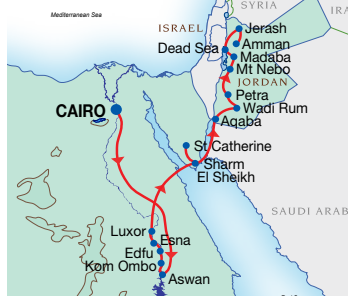 SYRIA
IRA
Mediterranean Sea
ISRAEL
Jerash
Amman
Dead Sea
Madaba
Mt Nebo
JORDAN
Petra
Wadi Rum
CAIRO
Aqaba
St Catherine
Sharm
El Sheikh
SAUDI ARAB
Luxor
Esna
Edfu
Kom Ombo
Aswan